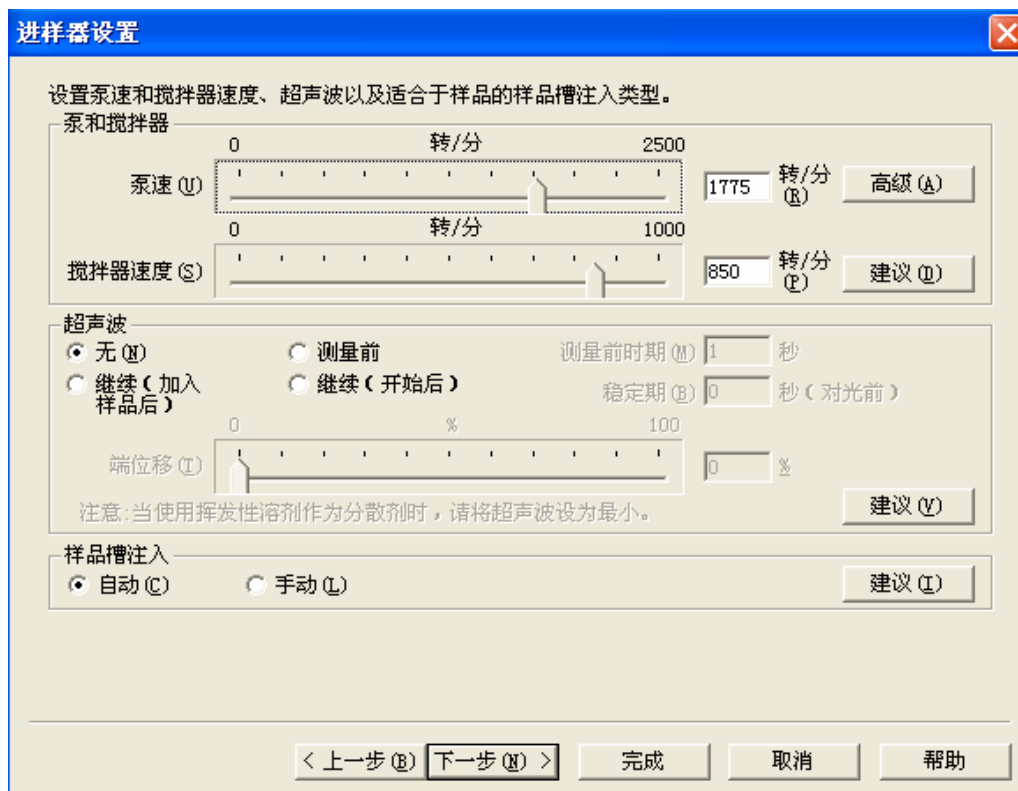 进样器设置
设置泵速和搅拌器速度、超声波以及适合于样品的样品槽注入类型。
泵和搅拌器
0 转/分 2500
泵速(U) 1775 转/分(R) 高级(A)
0 转/分 1000
搅拌器速度(S) 850 转/分(P) 建议(D)
超声波
无(N) 测量前 测量前时期(M) 1 秒
继续(加入 继续(开始后) 稳定期(B) 0 秒(对光前)
样品后)
0 % 100
端位移(T) 0 %
注意:当使用挥发性溶剂作为分散剂时,请将超声波设为最小。 建议(V)
样品槽注入
自动(C) 手动(L) 建议(I)
< 上一步(B) 下一步(N) > 完成 取消 帮助